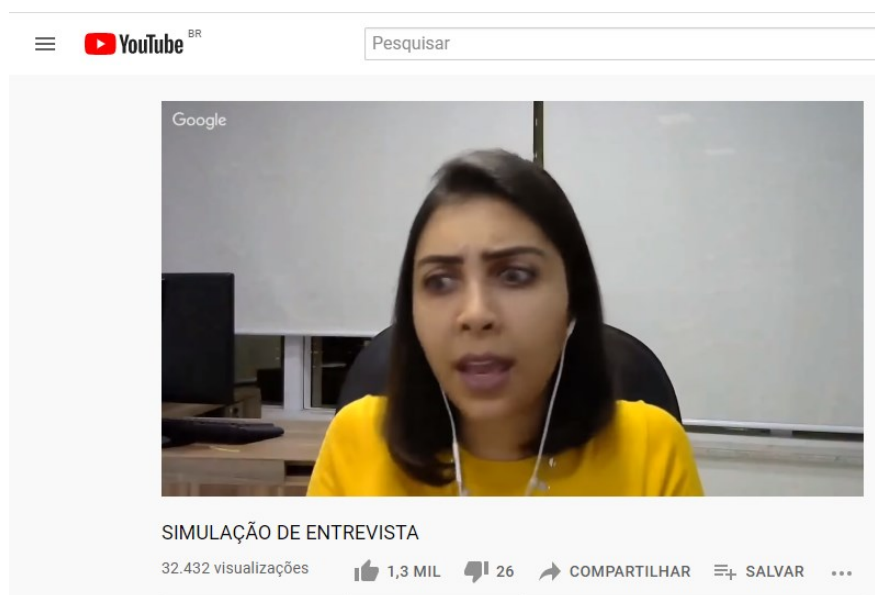 YouTube BR
Pesquisar
Google
SIMULAÇÃO DE ENTREVISTA
32.432 visualizações 1,3 MIL 26 COMPARTILHAR SALVAR